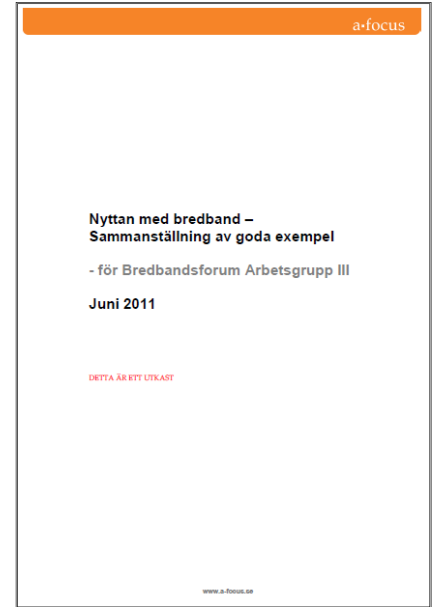 a•focus
Nyttan med bredband –
Sammanställning av goda exempel
- för Bredbandsforum Arbetsgrupp III
Juni 2011
DETTA ÄR ETT UTKAST
www.a-focus.se